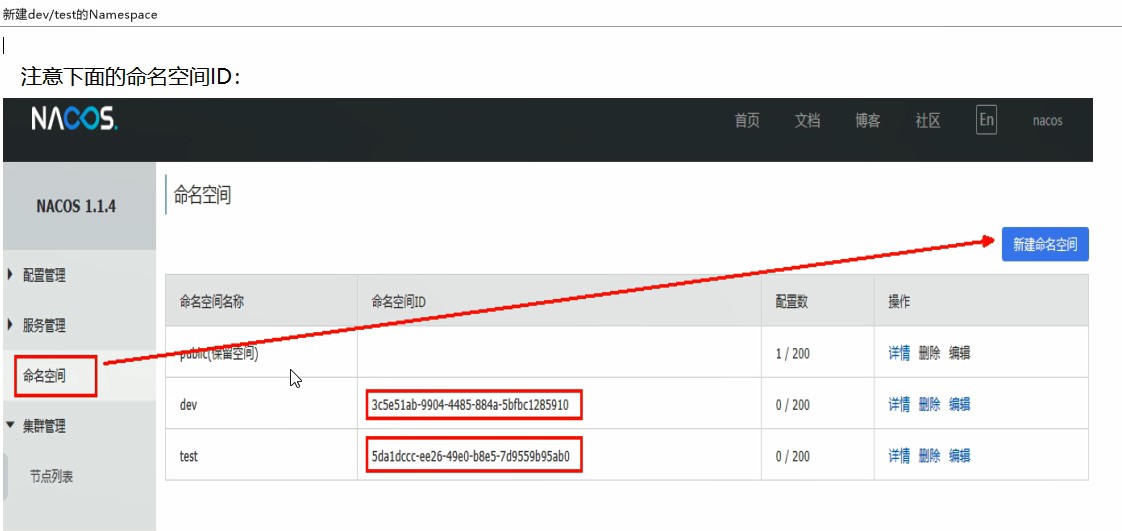 新建dev/test的Namespace
注意下面的命名空间ID：
NACOS.
首页 文档 博客 社区 En nacos
NACOS 1.1.4
命名空间
新建命名空间
配置管理
服务管理
命名空间
集群管理
节点列表
命名空间名称 命名空间ID 配置数 操作
public(保留空间) 1 / 200 详情 删除 编辑
dev 3c5e51ab-9904-4485-884a-5bfbc1285910 0 / 200 详情 删除 编辑
test 5da1dccc-ee26-49e0-b8e5-7d9559b95ab0 0 / 200 详情 删除 编辑